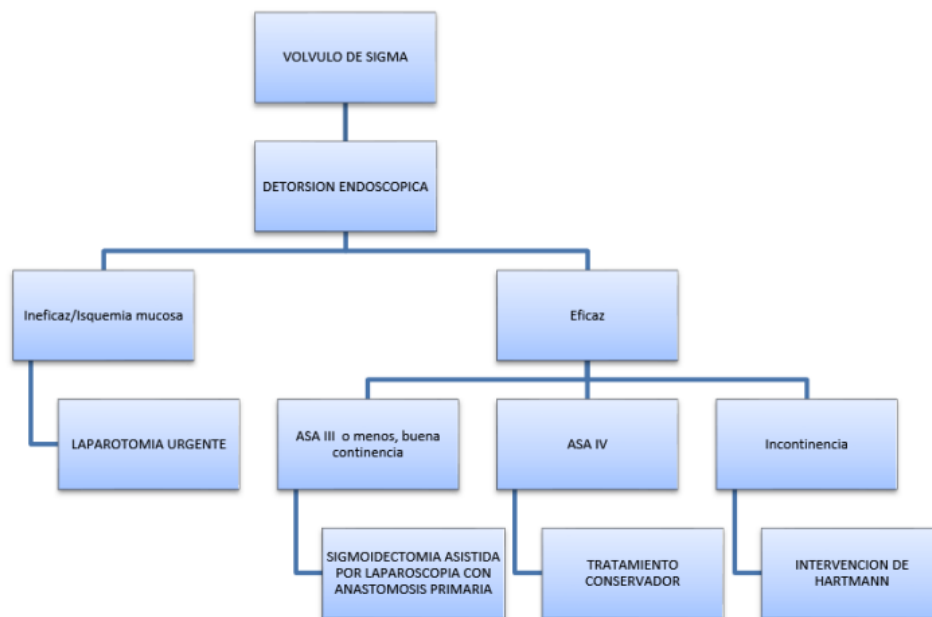 VOLVULO DE SIGMA
DETORSION ENDOSCOPICA
Ineficaz/Isquemia mucosa
Eficaz
LAPAROTOMIA URGENTE
ASA III o menos, buena
continencia
ASA IV
Incontinencia
SIGMOIDECTOMIA ASISTIDA
POR LAPAROSCOPIA CON
ANASTOMOSIS PRIMARIA
TRATAMIENTO
CONSERVADOR
INTERVENCION DE
HARTMANN